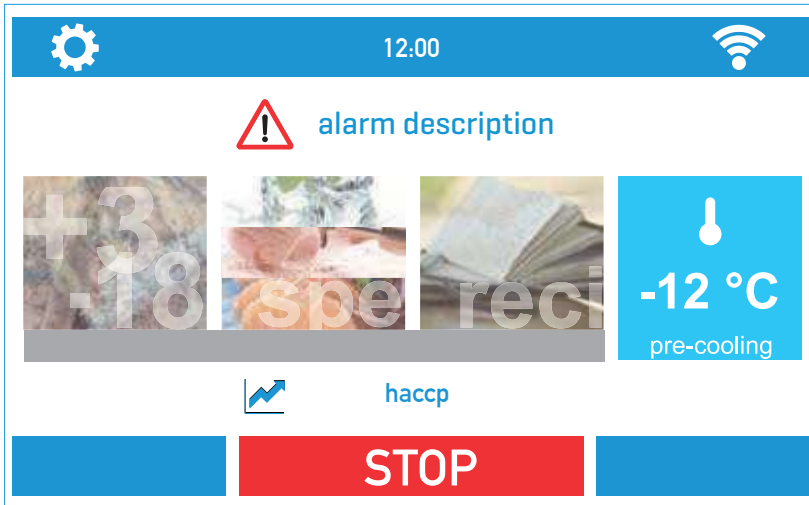 12:00
alarm description
+3
-18 spe reci
-12 °C
pre-cooling
haccp
STOP